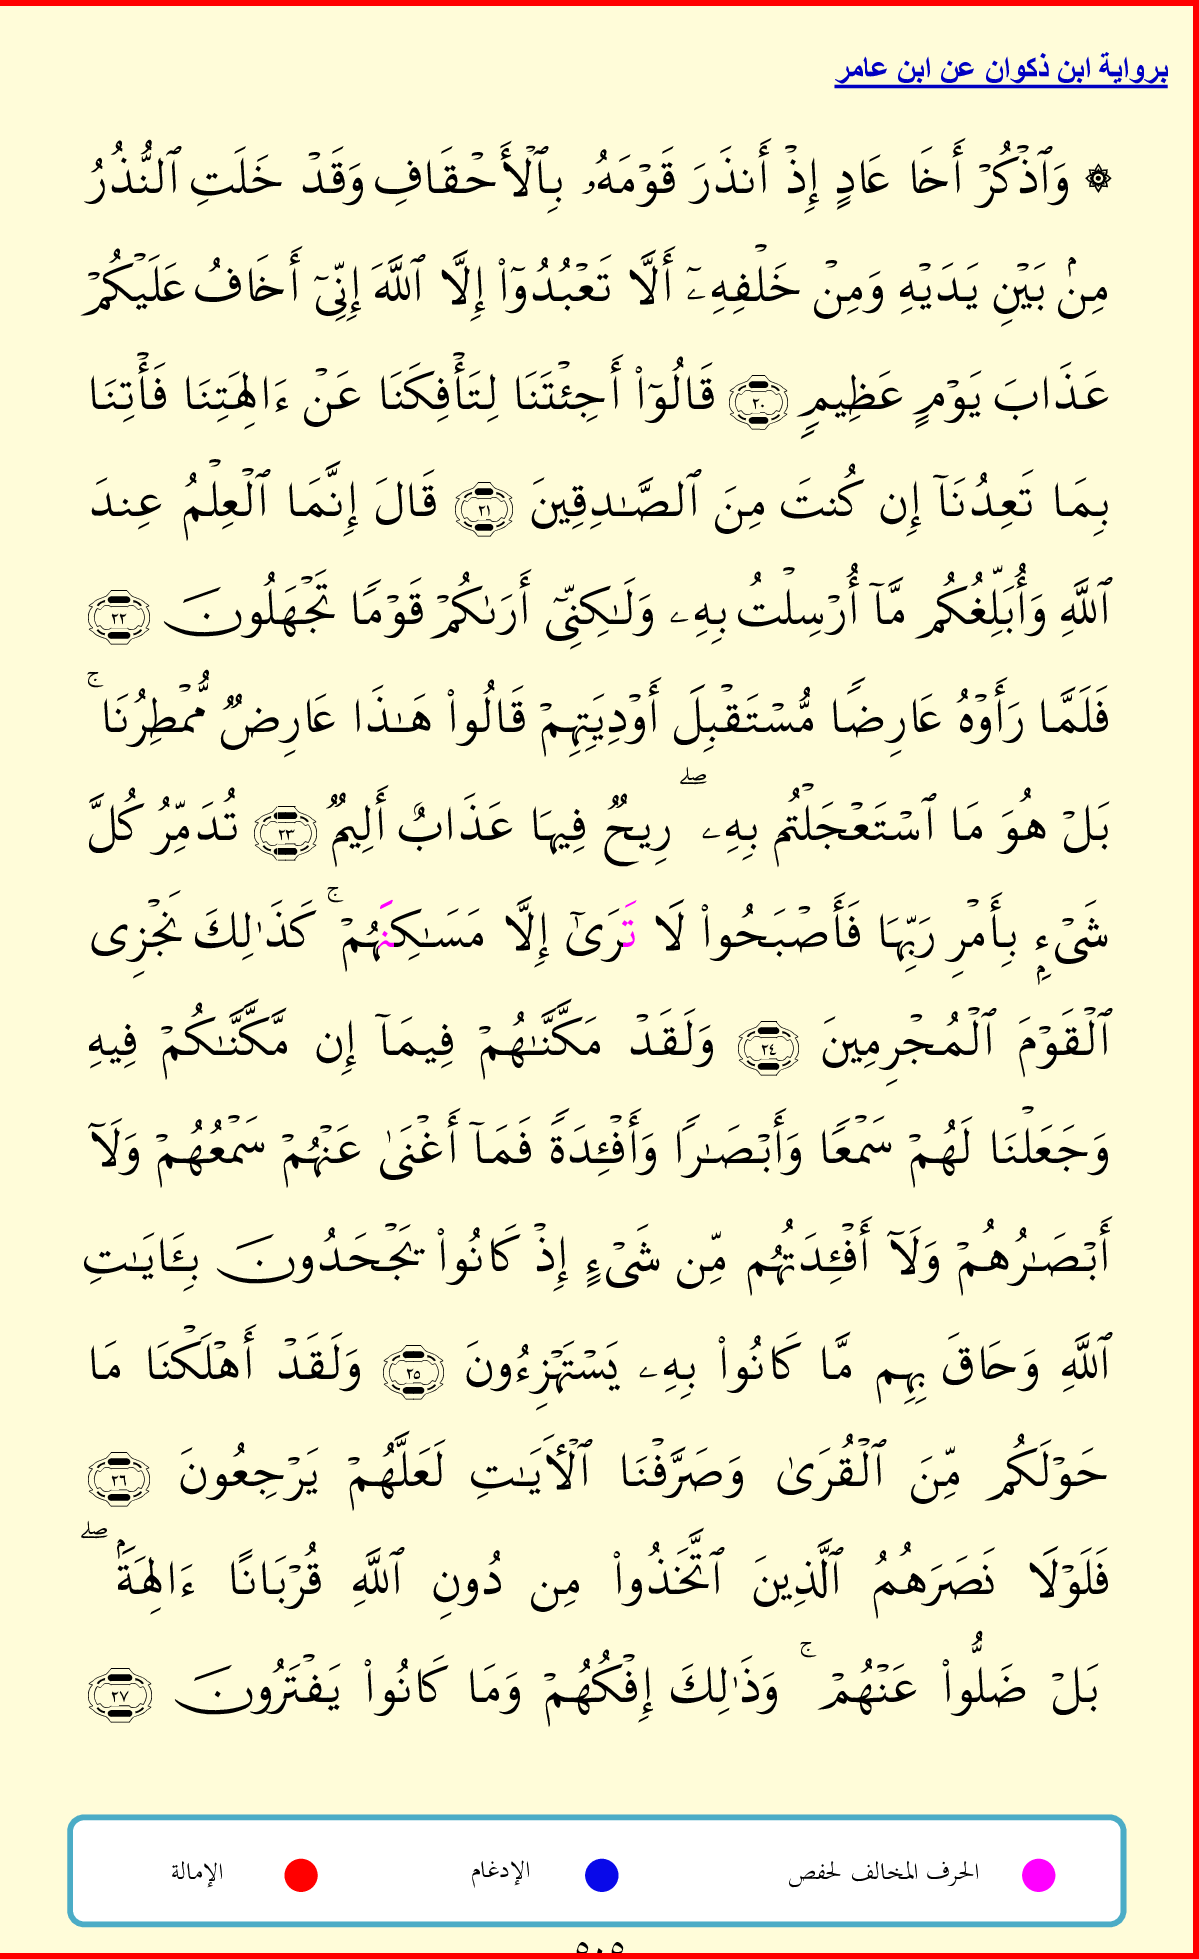 برواية ابن ذكوان عن ابن عامر
۞ وَٱذۡكُرۡ أَخَا عَادٍ إِذۡ أَنذَرَ قَوۡمَهُۥ بِٱلۡأَحۡقَافِ وَقَدۡ خَلَتِ ٱلنُّذُرُ
مِنۢ بَيۡنِ يَدَيۡهِ وَمِنۡ خَلۡفِهِۦٓ أَلَّا تَعۡبُدُوٓاْ إِلَّا ٱللَّهَ إِنِّيٓ أَخَافُ عَلَيۡكُمۡ
عَذَابَ يَوۡمٍ عَظِيمٖ ٢٠ قَالُوٓاْ أَجِئۡتَنَا لِتَأۡفِكَنَا عَنۡ ءَالِهَتِنَا فَأۡتِنَا
بِمَا تَعِدُنَآ إِن كُنتَ مِنَ ٱلصَّٰدِقِينَ ٢١ قَالَ إِنَّمَا ٱلۡعِلۡمُ عِندَ
ٱللَّهِ وَأُبَلِّغُكُم مَّآ أُرۡسِلۡتُ بِهِۦ وَلَٰكِنِّيٓ أَرَىٰكُمۡ قَوۡمٗا تَجۡهَلُونَ ٢٢
فَلَمَّا رَأَوۡهُ عَارِضٗا مُّسۡتَقۡبِلَ أَوۡدِيَتِهِمۡ قَالُواْ هَٰذَا عَارِضٞ مُّمۡطِرُنَاۚ
بَلۡ هُوَ مَا ٱسۡتَعۡجَلۡتُم بِهِۦۖ رِيحٞ فِيهَا عَذَابٌ أَلِيمٞ ٢٣ تُدَمِّرُ كُلَّ
شَيۡءِۭ بِأَمۡرِ رَبِّهَا فَأَصۡبَحُواْ لَا تَرَىٰٓ إِلَّا مَسَٰكِنَهُمۡۚ كَذَٰلِكَ نَجۡزِي
ٱلۡقَوۡمَ ٱلۡمُجۡرِمِينَ ٢٤ وَلَقَدۡ مَكَّنَّٰهُمۡ فِيمَآ إِن مَّكَّنَّٰكُمۡ فِيهِ
وَجَعَلۡنَا لَهُمۡ سَمۡعٗا وَأَبۡصَٰرٗا وَأَفۡـِٔدَةٗ فَمَآ أَغۡنَىٰ عَنۡهُمۡ سَمۡعُهُمۡ وَلَآ
أَبۡصَٰرُهُمۡ وَلَآ أَفۡـِٔدَتُهُم مِّن شَيۡءٍ إِذۡ كَانُواْ يَجۡحَدُونَ بِـَٔايَٰتِ
ٱللَّهِ وَحَاقَ بِهِم مَّا كَانُواْ بِهِۦ يَسۡتَهۡزِءُونَ ٢٥ وَلَقَدۡ أَهۡلَكۡنَا مَا
حَوۡلَكُم مِّنَ ٱلۡقُرَىٰ وَصَرَّفۡنَا ٱلۡأٓيَٰتِ لَعَلَّهُمۡ يَرۡجِعُونَ ٢٦
فَلَوۡلَا نَصَرَهُمُ ٱلَّذِينَ ٱتَّخَذُواْ مِن دُونِ ٱللَّهِ قُرۡبَانًا ءَالِهَةَۢۖ
بَلۡ ضَلُّواْ عَنۡهُمۡۚ وَذَٰلِكَ إِفۡكُهُمۡ وَمَا كَانُواْ يَفۡتَرُونَ ٢٧
الحرف المخالف لحفص الإدغام الإمالة
٥٠٥